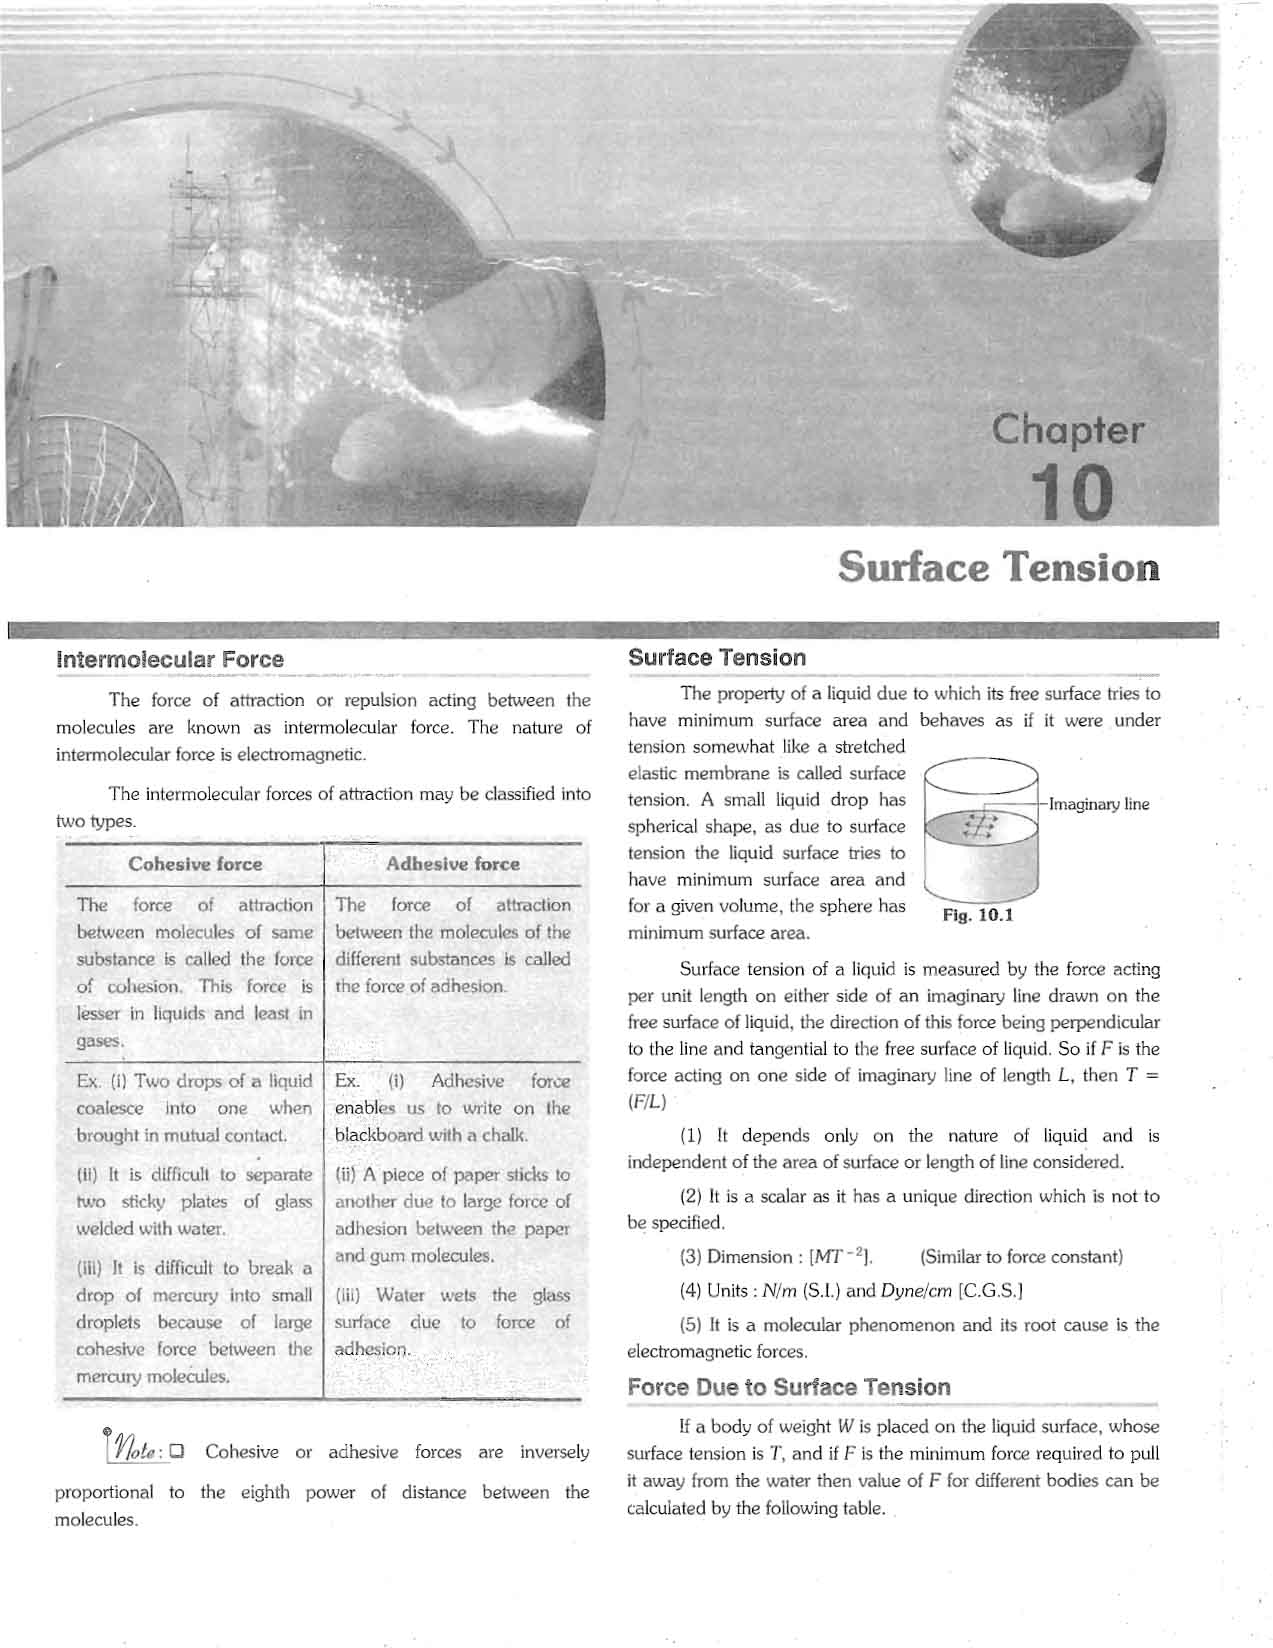 Chapter
10
Surface Tension
Intermolecular Force
The force of attraction or repulsion acting between the
molecules are known as intermolecular force. The nature of
intermolecular force is electromagnetic.
The intermolecular forces of attraction may be classified into
two types.
Cohesive force
The force of attraction
between molecules of same
substance is called the force
of cohesion. This force is
lesser in liquids and least in
gases.
Adhesive force
The force of attraction
between the molecules of the
different substances is called
the force of adhesion.
Ex. (i) Two drops of a liquid
coalesce into one when
brought in mutual contact.
(ii) It is difficult to separate
two sticky plates of glass
welded with water.
(iii) It is difficult to break a
drop of mercury into small
droplets because of large
cohesive force between the
mercury molecules.
Ex. (i) Adhesive force
enables us to write on the
blackboard with a chalk.
(ii) A piece of paper sticks to
another due to large force of
adhesion between the paper
and gum molecules.
(iii) Water wets the glass
surface due to force of
adhesion.
Note : ❑ Cohesive or adhesive forces are inversely
proportional to the eighth power of distance between the
molecules.
Surface Tension
The property of a liquid due to which its free surface tries to
have minimum surface area and behaves as if it were under
tension somewhat like a stretched
elastic membrane is called surface
tension. A small liquid drop has
spherical shape, as due to surface
tension the liquid surface tries to
have minimum surface area and
for a given volume, the sphere has
minimum surface area.
Imaginary line
Fig. 10.1
Surface tension of a liquid is measured by the force acting
per unit length on either side of an imaginary line drawn on the
free surface of liquid, the direction of this force being perpendicular
to the line and tangential to the free surface of liquid. So if F is the
force acting on one side of imaginary line of length L, then T =
(F/L)
(1) It depends only on the nature of liquid and is
independent of the area of surface or length of line considered.
(2) It is a scalar as it has a unique direction which is not to
be specified.
(3) Dimension : [MT⁻²]. (Similar to force constant)
(4) Units : N/m (S.I.) and Dyne/cm [C.G.S.]
(5) It is a molecular phenomenon and its root cause is the
electromagnetic forces.
Force Due to Surface Tension
If a body of weight W is placed on the liquid surface, whose
surface tension is T, and if F is the minimum force required to pull
it away from the water then value of F for different bodies can be
calculated by the following table.